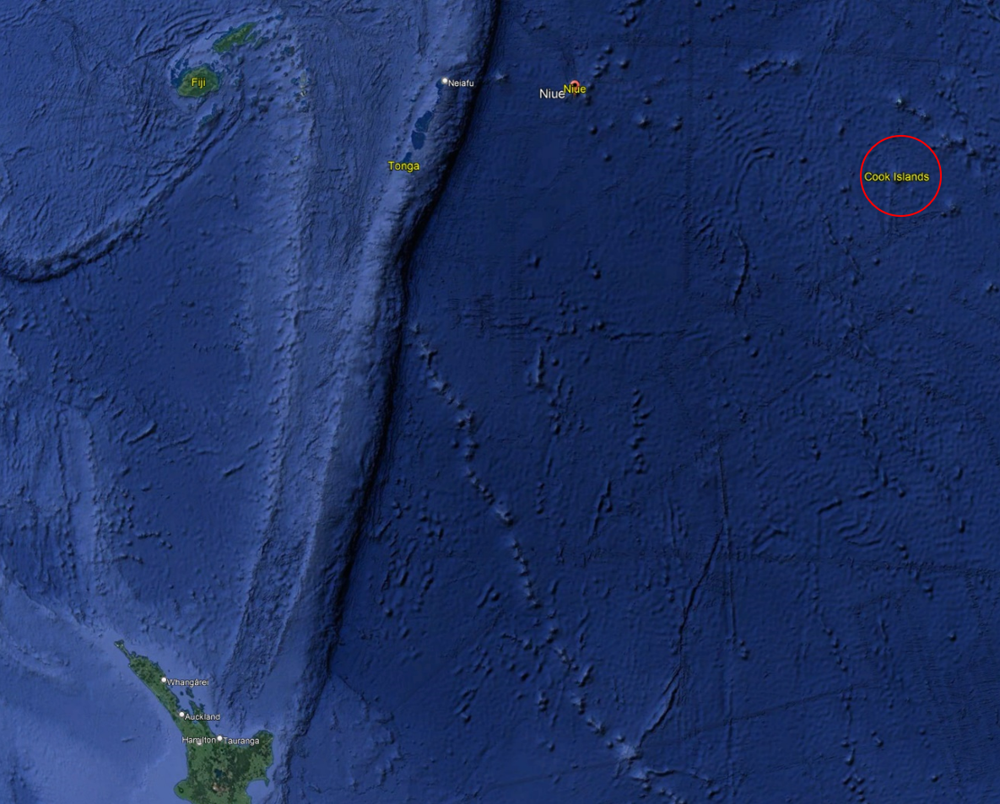 Fiji
Neiafu
Niue
Niue
Tonga
Cook Islands
Whangārei
Auckland
Hamilton
Tauranga